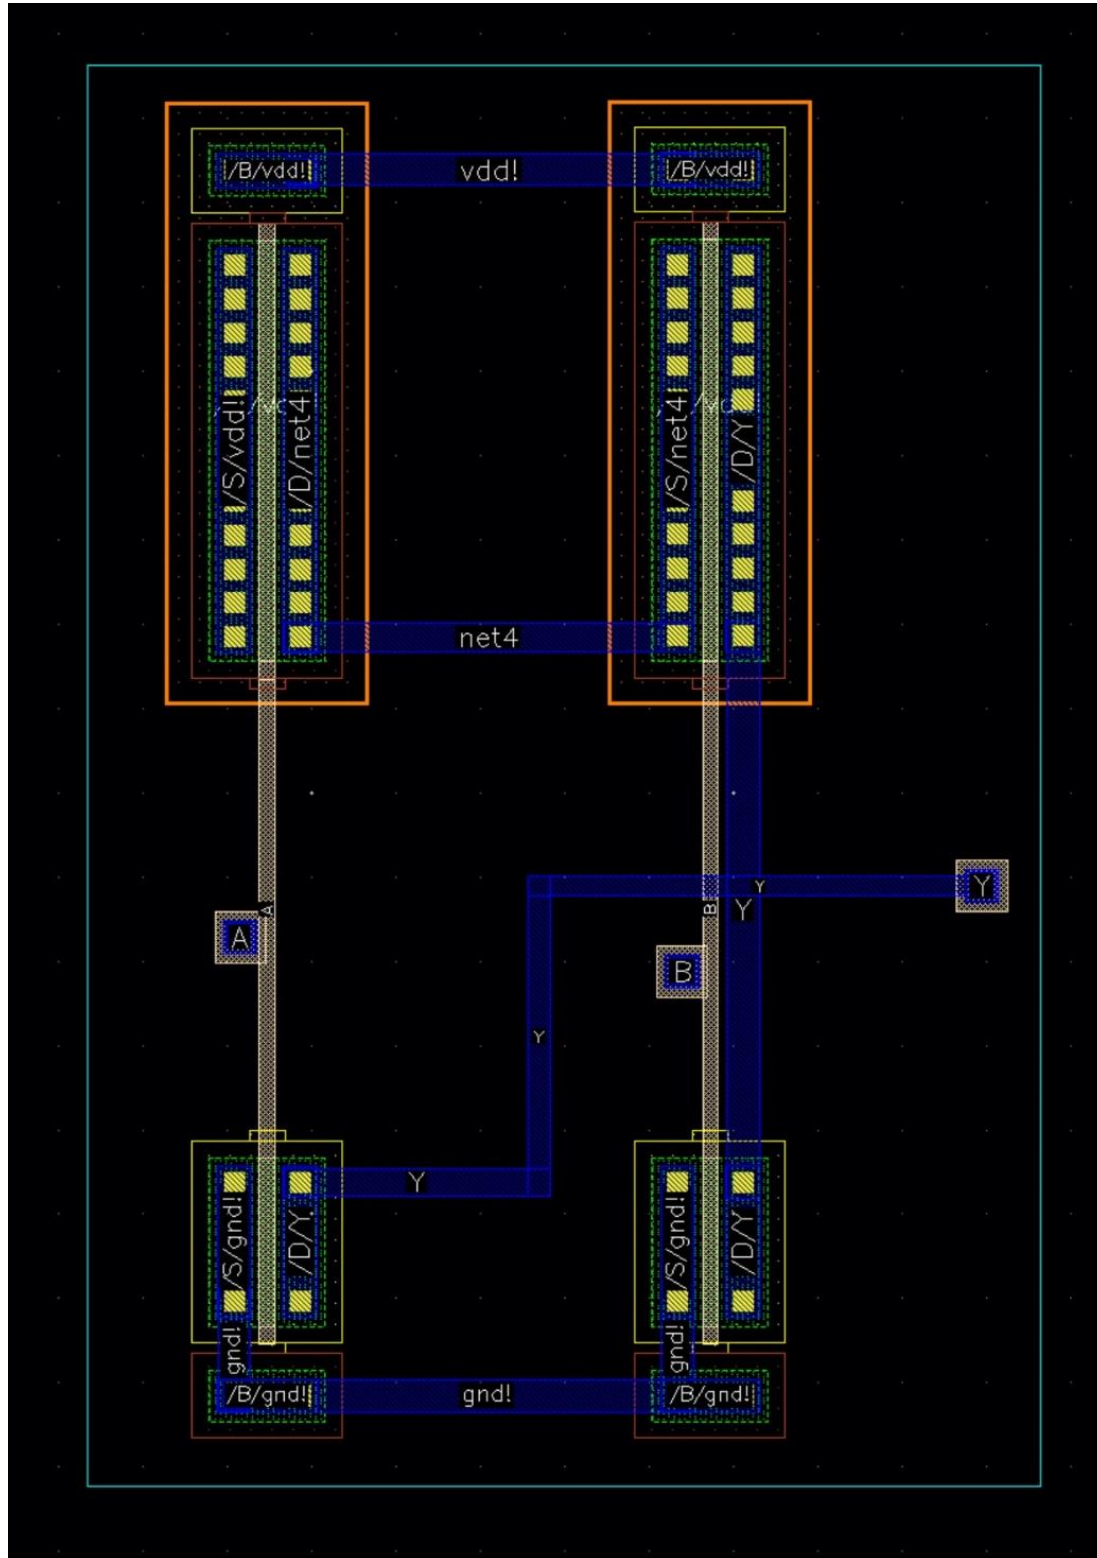 /B/vdd!
vdd!
/B/vdd!
/S/vdd!
/D/net4
/S/net4
/D/Y
net4
Y
Y
A
B
Y
A
B
Y
Y
/S/gnd!
/D/Y
/S/gnd!
/D/Y
gnd!
gnd!
/B/gnd!
gnd!
/B/gnd!